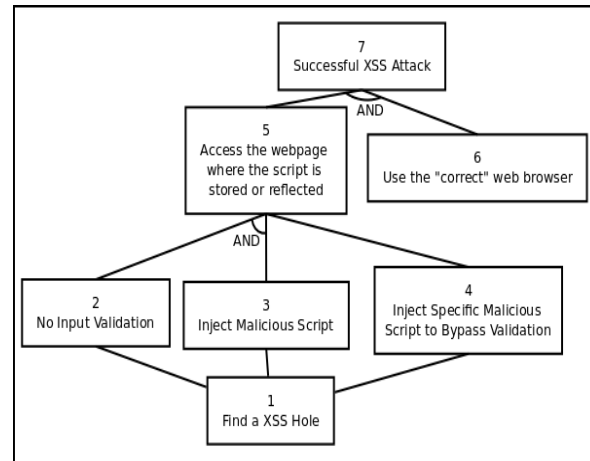 7
Successful XSS Attack
AND
5
Access the webpage
where the script is
stored or reflected
6
Use the "correct" web browser
AND
2
No Input Validation
3
Inject Malicious Script
4
Inject Specific Malicious
Script to Bypass Validation
1
Find a XSS Hole